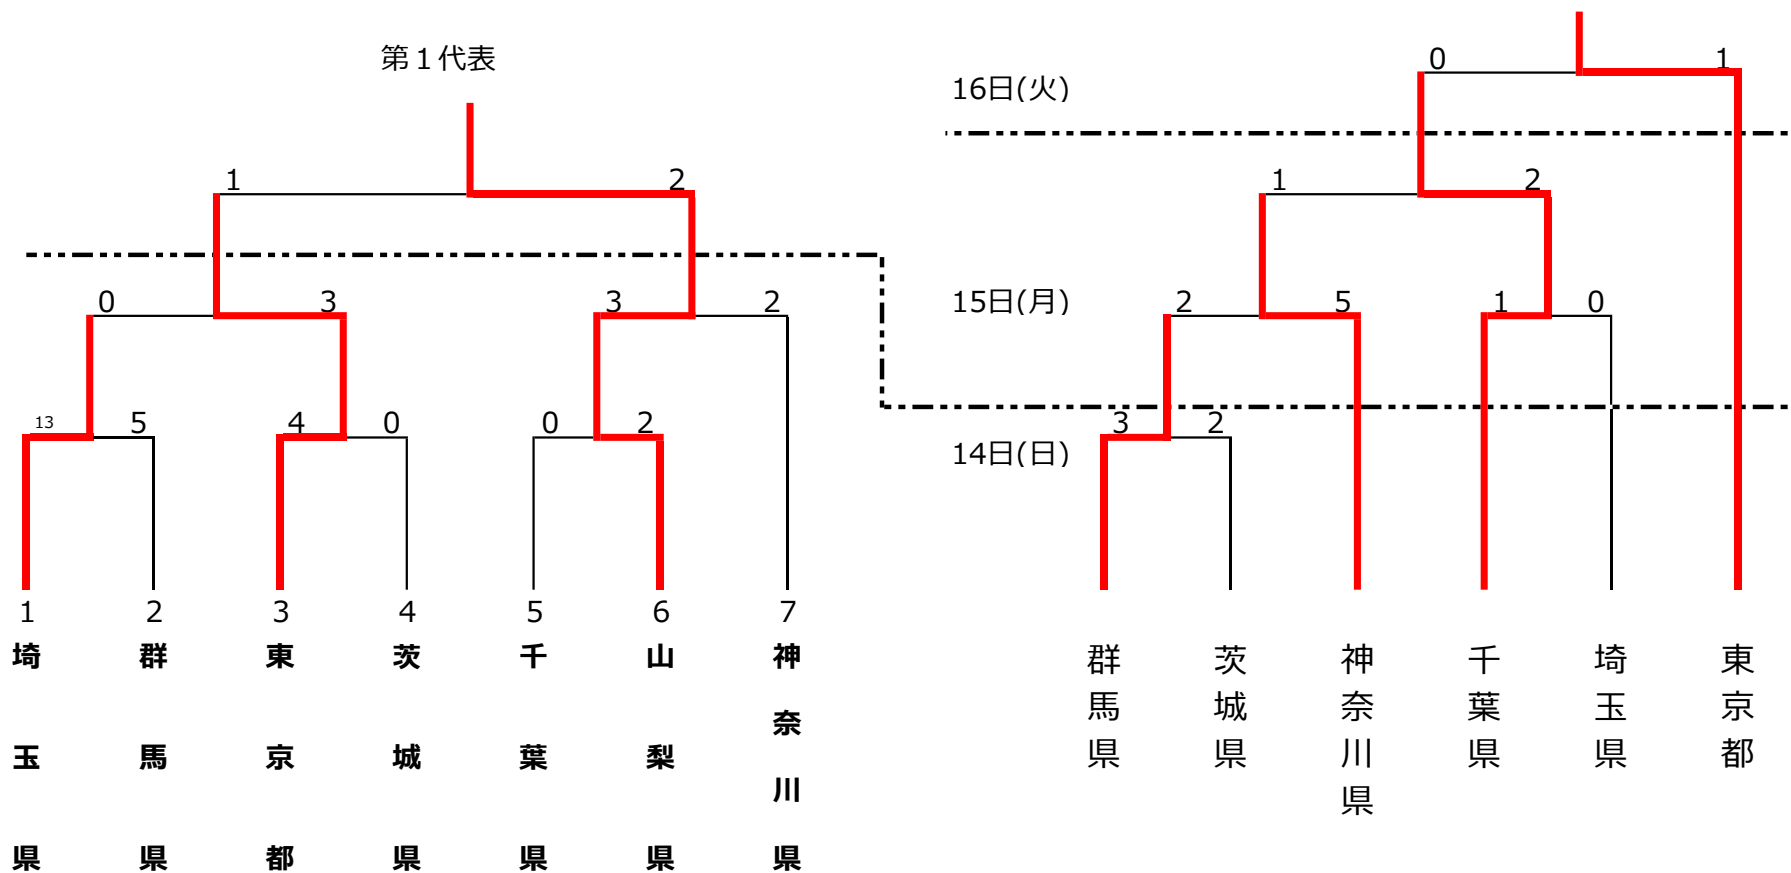 第１代表
0 1
16日(火)
1 2
1 2
0 3 3 2
15日(月)
2 5 1 0
13 5 4 0 0 2
14日(日)
3 2
1 2 3 4 5 6 7
埼玉県
群馬県
東京都
茨城県
千葉県
山梨県
神奈川県
群馬県
茨城県
神奈川県
千葉県
埼玉県
東京都